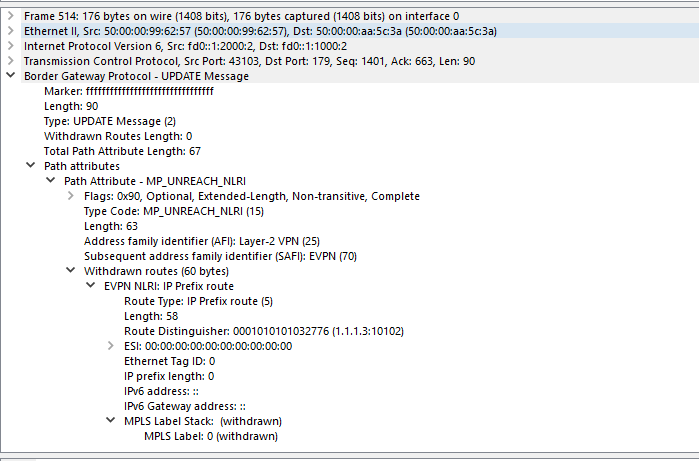 Frame 514: 176 bytes on wire (1408 bits), 176 bytes captured (1408 bits) on interface 0
Ethernet II, Src: 50:00:00:99:62:57 (50:00:00:99:62:57), Dst: 50:00:00:aa:5c:3a (50:00:00:aa:5c:3a)
Internet Protocol Version 6, Src: fd0::1:2000:2, Dst: fd0::1:1000:2
Transmission Control Protocol, Src Port: 43103, Dst Port: 179, Seq: 1401, Ack: 663, Len: 90
Border Gateway Protocol - UPDATE Message
Marker: ffffffffffffffffffffffffffffffff
Length: 90
Type: UPDATE Message (2)
Withdrawn Routes Length: 0
Total Path Attribute Length: 67
Path attributes
Path Attribute - MP_UNREACH_NLRI
Flags: 0x90, Optional, Extended-Length, Non-transitive, Complete
Type Code: MP_UNREACH_NLRI (15)
Length: 63
Address family identifier (AFI): Layer-2 VPN (25)
Subsequent address family identifier (SAFI): EVPN (70)
Withdrawn routes (60 bytes)
EVPN NLRI: IP Prefix route
Route Type: IP Prefix route (5)
Length: 58
Route Distinguisher: 0001010101032776 (1.1.1.3:10102)
ESI: 00:00:00:00:00:00:00:00:00:00
Ethernet Tag ID: 0
IP prefix length: 0
IPv6 address: ::
IPv6 Gateway address: ::
MPLS Label Stack:  (withdrawn)
MPLS Label: 0 (withdrawn)